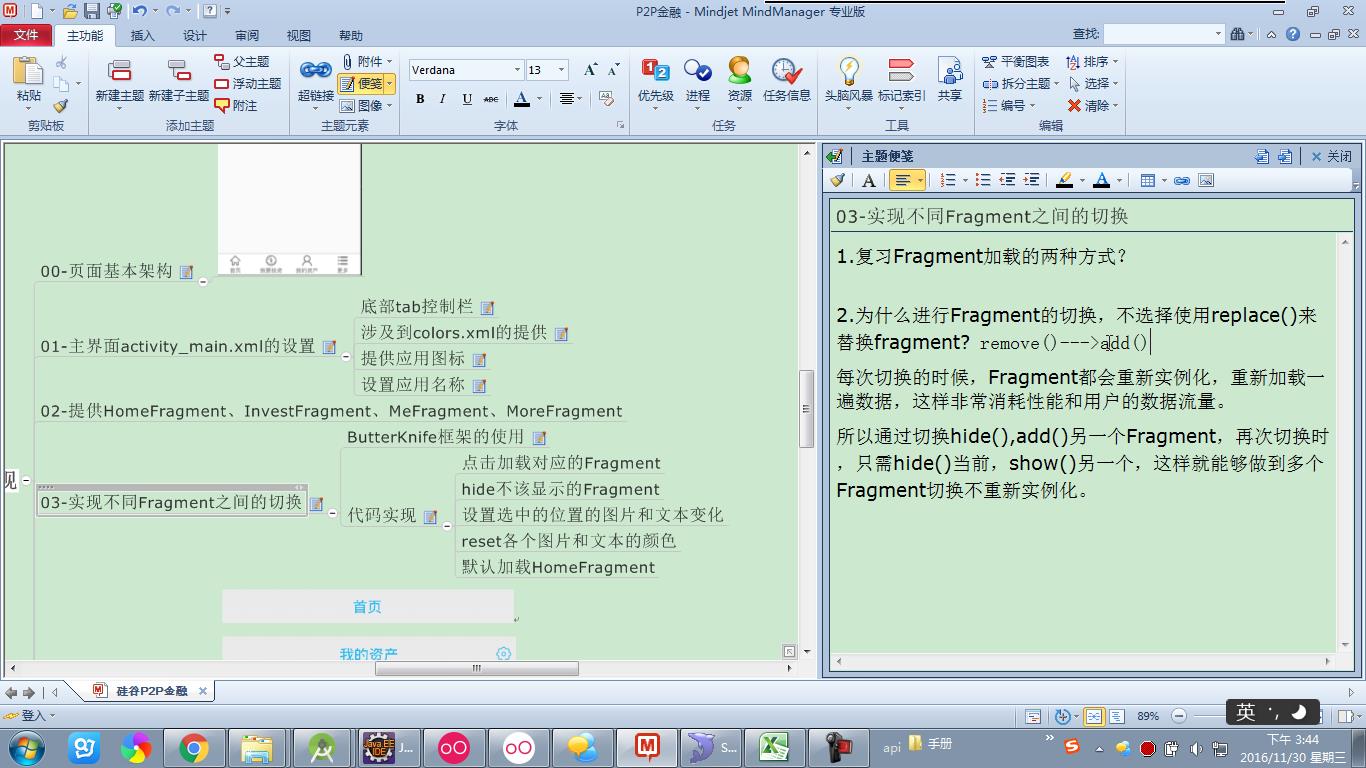 P2P金融 - Mindjet MindManager 专业版
文件 主功能 插入 设计 审阅 视图 帮助 查找:
粘贴 新建主题 新建子主题 父主题 浮动主题 附注 超链接 附件 便笺 图像 Verdana 13 优先级 进程 资源 任务信息 头脑风暴 标记索引 共享 平衡图表 拆分主题 编号 排序 选择 清除
B I U ABC A
剪贴板 添加主题 主题元素 字体 任务 工具 编辑
主题便笺 关闭
03-实现不同Fragment之间的切换
1.复习Fragment加载的两种方式?
2.为什么进行Fragment的切换，不选择使用replace()来
替换fragment? remove()--->add()
每次切换的时候，Fragment都会重新实例化，重新加载一
遍数据，这样非常消耗性能和用户的数据流量。
所以通过切换hide(),add()另一个Fragment，再次切换时
，只需hide()当前，show()另一个，这样就能够做到多个
Fragment切换不重新实例化。
首页 我要投资 我的资产 更多
00-页面基本架构
底部tab控制栏
涉及到colors.xml的提供
01-主界面activity_main.xml的设置
提供应用图标
设置应用名称
02-提供HomeFragment、InvestFragment、MeFragment、MoreFragment
ButterKnife框架的使用
点击加载对应的Fragment
hide不该显示的Fragment
现
03-实现不同Fragment之间的切换
代码实现
设置选中的位置的图片和文本变化
reset各个图片和文本的颜色
默认加载HomeFragment
首页
我的资产
硅谷P2P金融
登入 89% 英
Java EE IDE J... S... api 手册 下午 3:44
2016/11/30 星期三